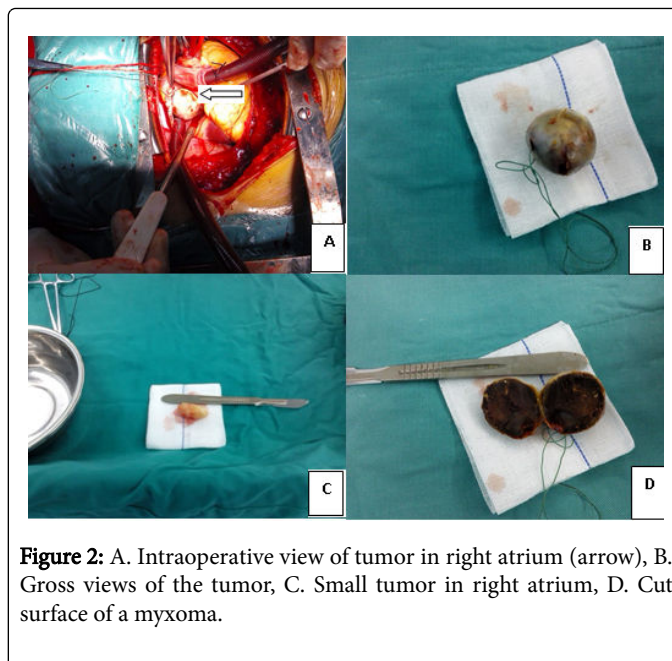 A
B
C
D
Figure 2: A. Intraoperative view of tumor in right atrium (arrow), B.
Gross views of the tumor, C. Small tumor in right atrium, D. Cut
surface of a myxoma.